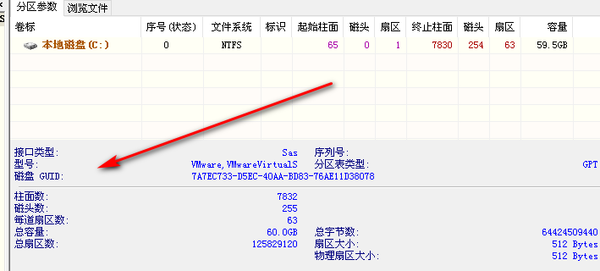 分区参数 浏览文件
卷标 序号(状态) 文件系统 标识 起始柱面 磁头 扇区 终止柱面 磁头 扇区 容量
本地磁盘(C:) 0 NTFS 65 0 1 7830 254 63 59.5GB
接口类型: Sas 序列号:
型号: VMware,VMwareVirtualS 分区表类型: GPT
磁盘 GUID: 7A7EC733-D5EC-40AA-BD83-76AE11D38078
柱面数: 7832
磁头数: 255
每道扇区数: 63
总容量: 60.0GB 总字节数: 64424509440
总扇区数: 125829120 扇区大小: 512 Bytes
物理扇区大小: 512 Bytes